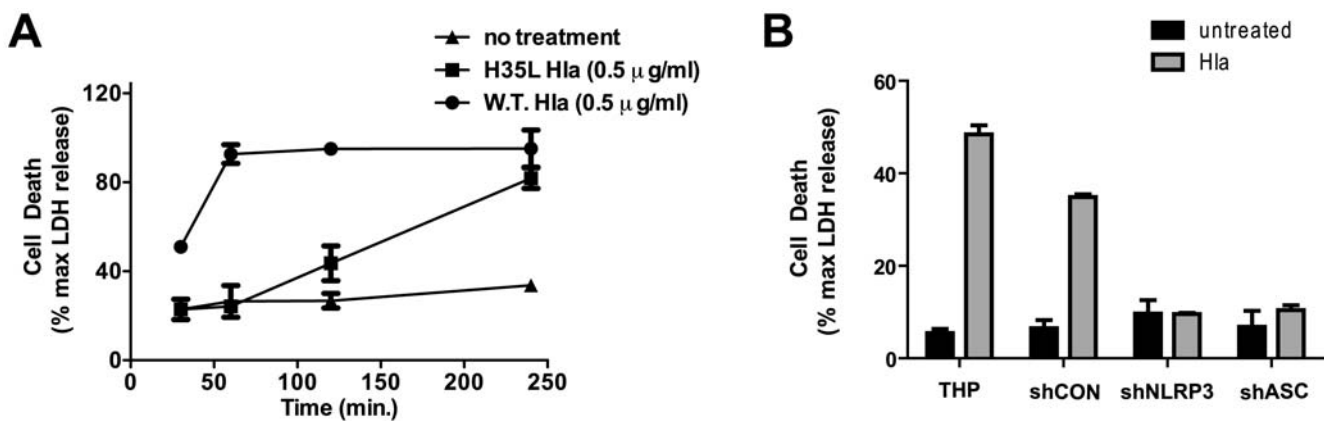 A
no treatment
H35L Hla (0.5 μg/ml)
W.T. Hla (0.5 μg/ml)
Cell Death
(% max LDH release)
120
80
40
0
0 50 100 150 200 250
Time (min.)
B
untreated
Hla
Cell Death
(% max LDH release)
60
40
20
0
THP shCON shNLRP3 shASC